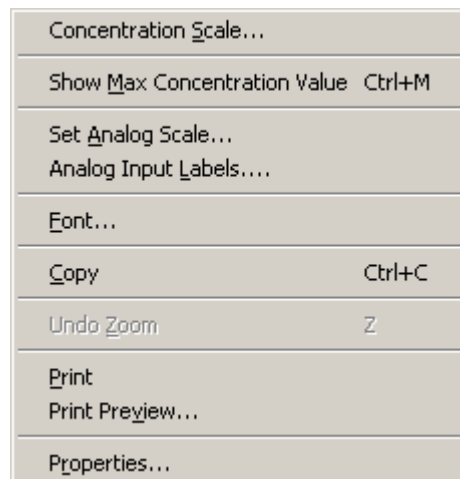 Concentration Scale...
Show Max Concentration Value Ctrl+M
Set Analog Scale...
Analog Input Labels....
Font...
Copy Ctrl+C
Undo Zoom Z
Print
Print Preview...
Properties...